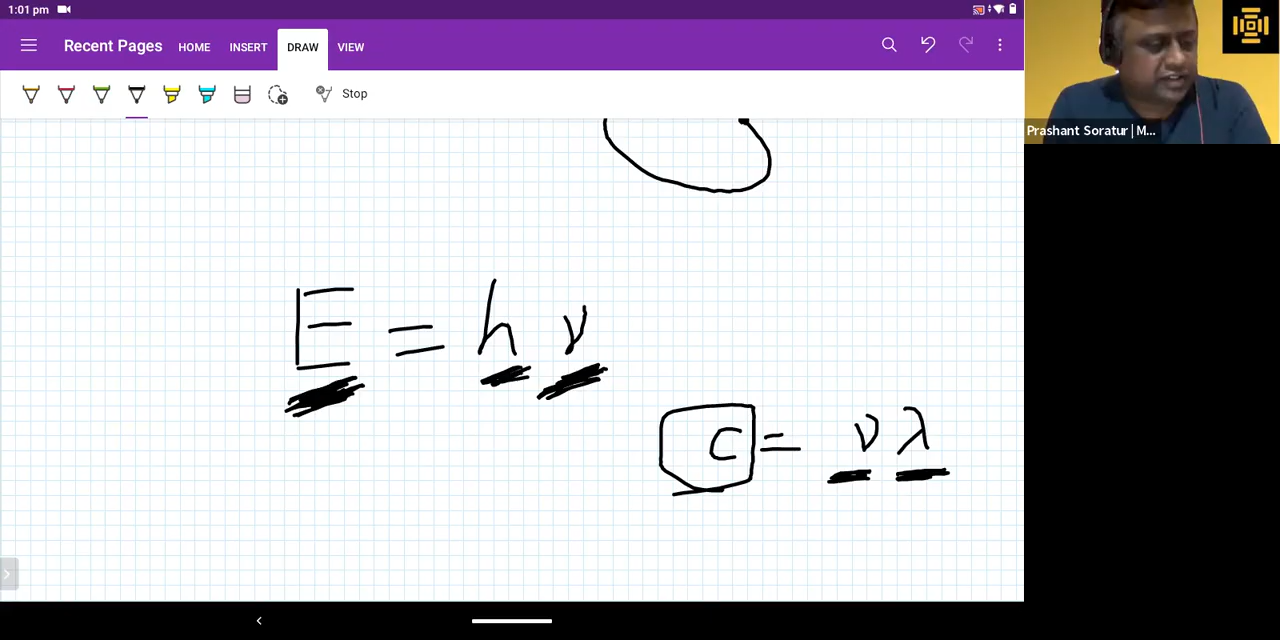 1:01 pm
Recent Pages HOME INSERT DRAW VIEW
Stop
E = hν
c = νλ
Prashant Soratur | M...